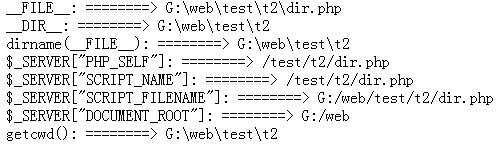 __FILE__: ========> G:\web\test\t2\dir.php
__DIR__: ========> G:\web\test\t2
dirname(__FILE__): ========> G:\web\test\t2
$_SERVER["PHP_SELF"]: ========> /test/t2/dir.php
$_SERVER["SCRIPT_NAME"]: ========> /test/t2/dir.php
$_SERVER["SCRIPT_FILENAME"]: ========> G:/web/test/t2/dir.php
$_SERVER["DOCUMENT_ROOT"]: ========> G:/web
getcwd(): ========> G:\web\test\t2